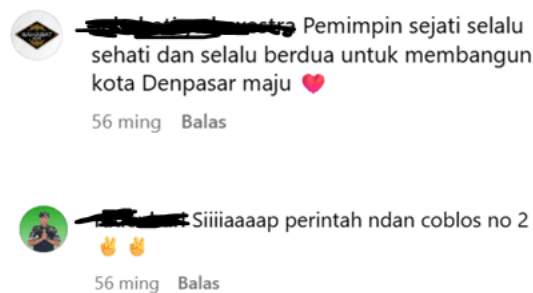 Pemimpin sejati selalu
sehati dan selalu berdua untuk membangun
kota Denpasar maju ❤️
56 ming Balas
Siiiiaaaap perintah ndan coblos no 2
✌️ ✌️
56 ming Balas